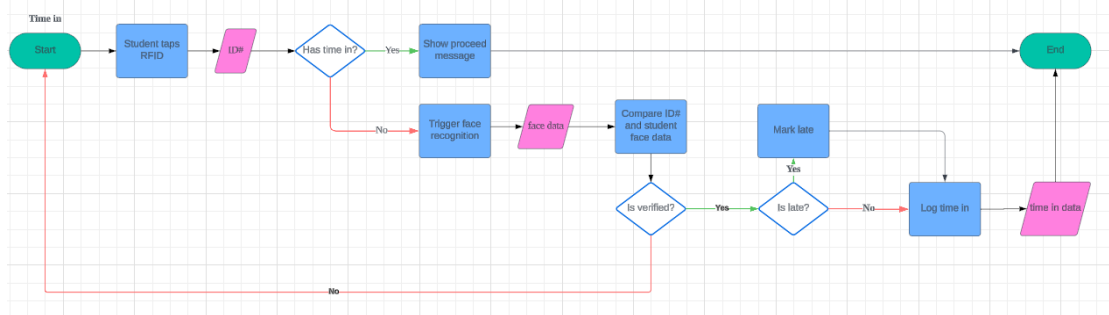 Time in
Start
Student taps
RFID
ID#
Has time in?
Yes
Show proceed
message
End
No
Trigger face
recognition
face data
Compare ID#
and student
face data
Mark late
Yes
Is verified?
Yes
Is late?
No
Log time in
time in data
No